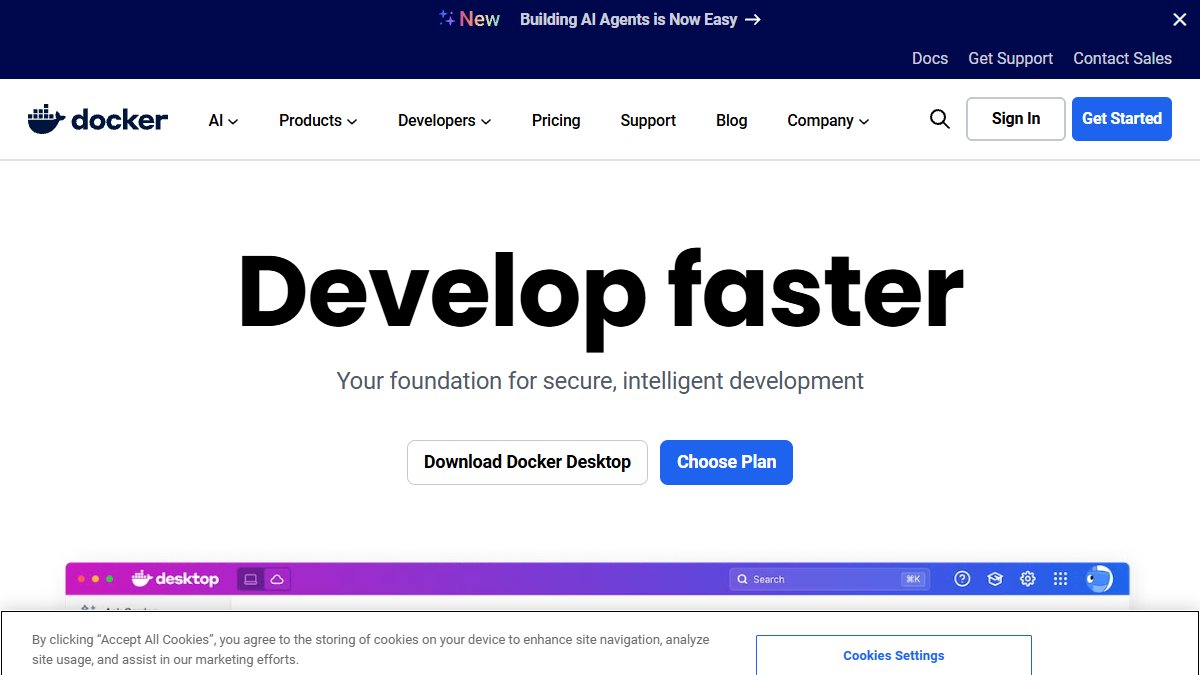 New Building AI Agents is Now Easy →
Docs Get Support Contact Sales
docker AI Products Developers Pricing Support Blog Company Sign In Get Started
Develop faster
Your foundation for secure, intelligent development
Download Docker Desktop Choose Plan
desktop Search ⌘K
By clicking “Accept All Cookies”, you agree to the storing of cookies on your device to enhance site navigation, analyze
site usage, and assist in our marketing efforts.
Cookies Settings